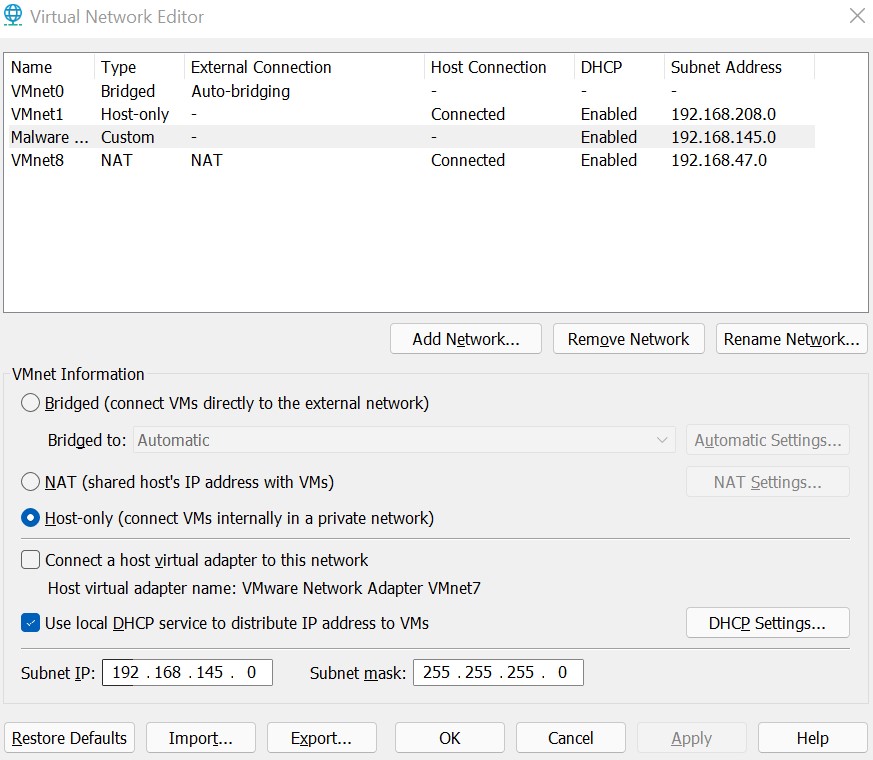 Virtual Network Editor
Name Type External Connection Host Connection DHCP Subnet Address
VMnet0 Bridged Auto-bridging - - -
VMnet1 Host-only - Connected Enabled 192.168.208.0
Malware ... Custom - - Enabled 192.168.145.0
VMnet8 NAT NAT Connected Enabled 192.168.47.0
Add Network... Remove Network Rename Network...
VMnet Information
Bridged (connect VMs directly to the external network)
Bridged to: Automatic Automatic Settings...
NAT (shared host's IP address with VMs) NAT Settings...
Host-only (connect VMs internally in a private network)
Connect a host virtual adapter to this network
Host virtual adapter name: VMware Network Adapter VMnet7
Use local DHCP service to distribute IP address to VMs DHCP Settings...
Subnet IP: 192 . 168 . 145 . 0 Subnet mask: 255 . 255 . 255 . 0
Restore Defaults Import... Export... OK Cancel Apply Help